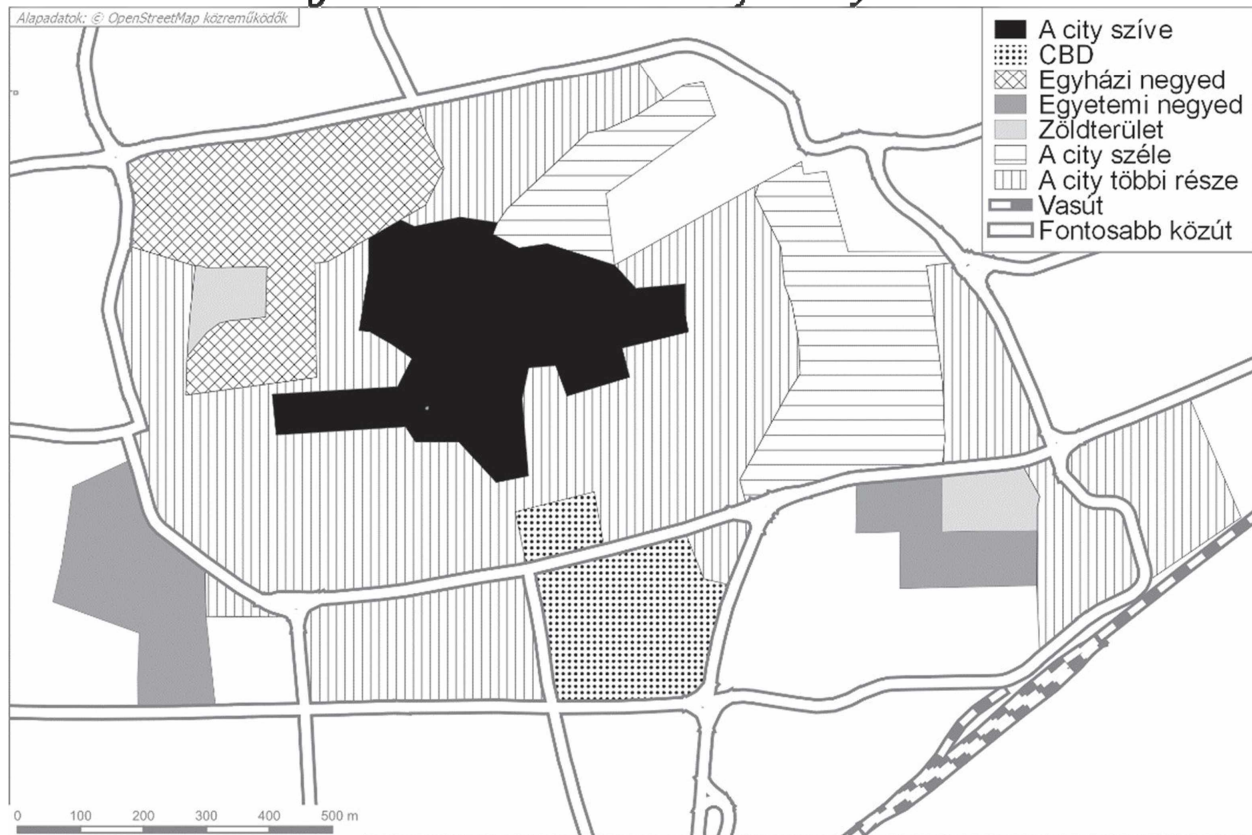 Alapadatok: © OpenStreetMap közreműködők
A city szíve
CBD
Egyházi negyed
Egyetemi negyed
Zöldterület
A city széle
A city többi része
Vasút
Fontosabb közút
0 100 200 300 400 500 m